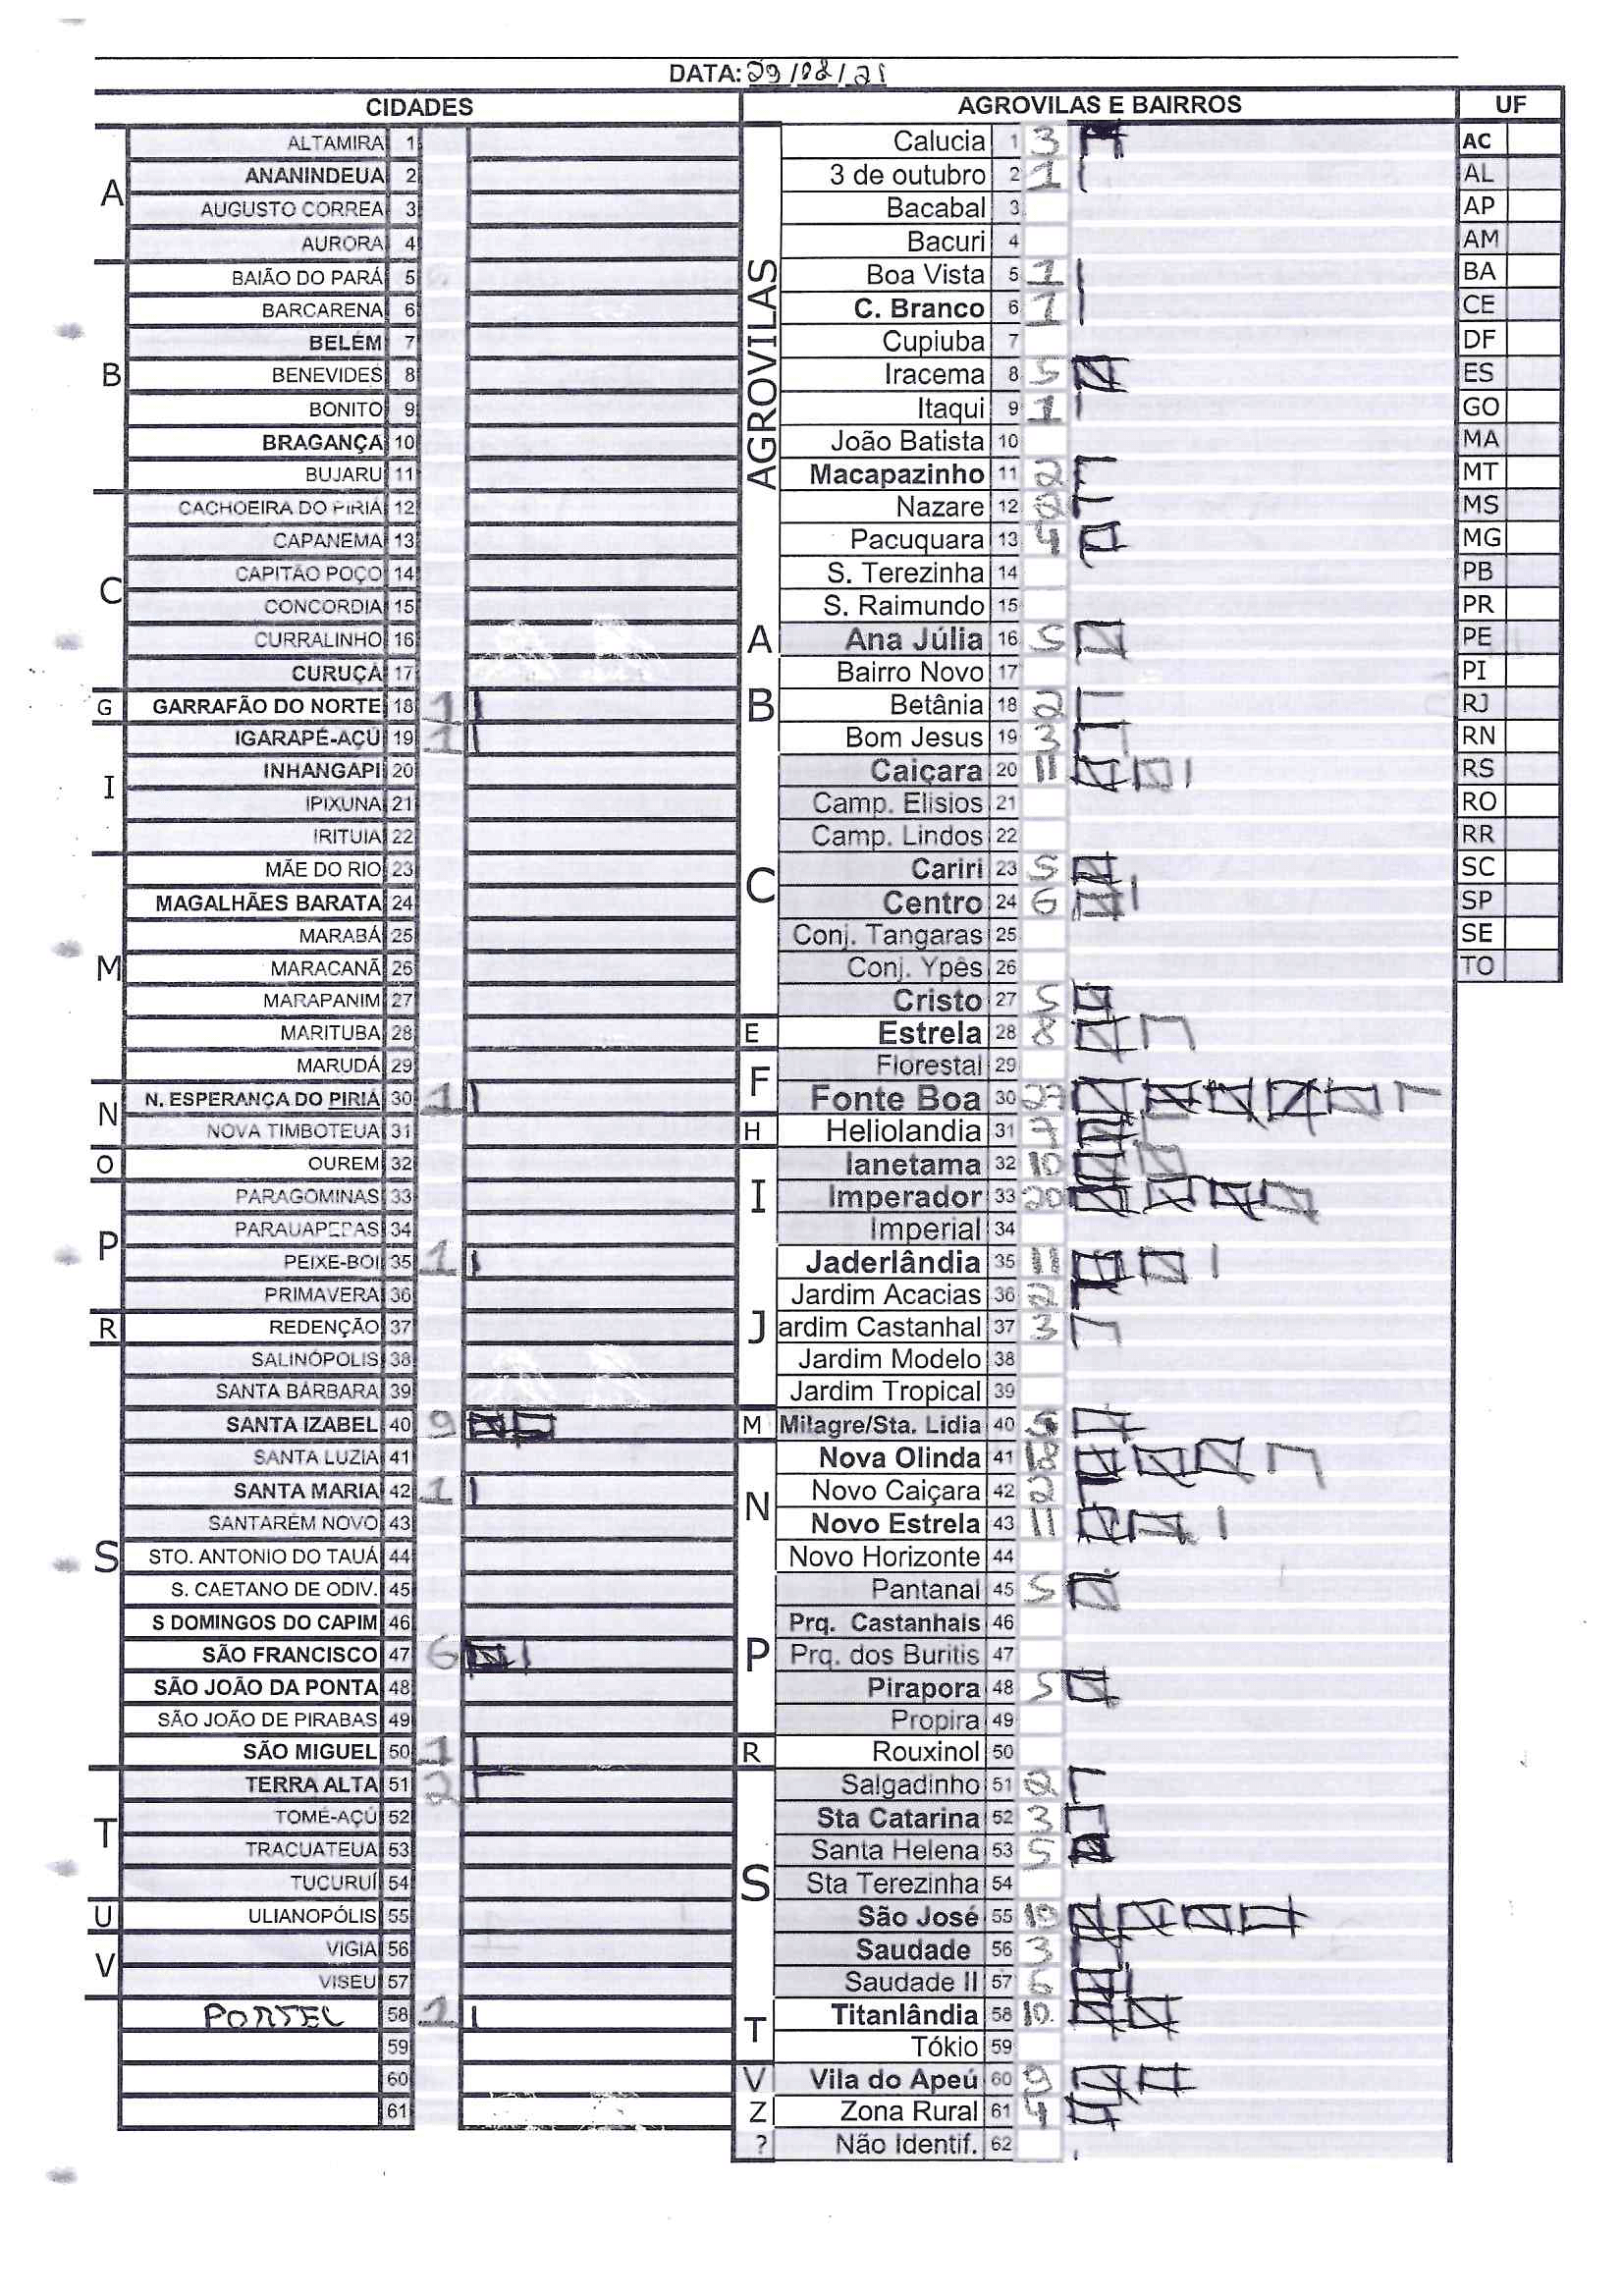 DATA: 29/08/21
CIDADES AGROVILAS E BAIRROS UF
A
ALTAMIRA 1
ANANINDEUA 2
AUGUSTO CORREA 3
AURORA 4
B
BAIÃO DO PARÁ 5
BARCARENA 6
BELÉM 7
BENEVIDES 8
BONITO 9
BRAGANÇA 10
BUJARU 11
C
CACHOEIRA DO PIRIÁ 12
CAPANEMA 13
CAPITÃO POÇO 14
CONCORDIA 15
CURRALINHO 16
CURUÇA 17
G
GARRAFÃO DO NORTE 18 1
I
IGARAPÉ-AÇÚ 19 1
INHANGAPI 20
IPIXUNA 21
IRITUIA 22
M
MÃE DO RIO 23
MAGALHÃES BARATA 24
MARABÁ 25
MARACANÃ 26
MARAPANIM 27
MARITUBA 28
MARUDÁ 29
N
N. ESPERANÇA DO PIRIÁ 30 1
NOVA TIMBOTEUA 31
O
OUREM 32
P
PARAGOMINAS 33
PARAUAPEPAS 34
PEIXE-BOI 35 1
PRIMAVERA 36
R
REDENÇÃO 37
S
SALINÓPOLIS 38
SANTA BÁRBARA 39
SANTA IZABEL 40 9
SANTA LUZIA 41
SANTA MARIA 42 1
SANTARÉM NOVO 43
STO. ANTONIO DO TAUÁ 44
S. CAETANO DE ODIV. 45
S DOMINGOS DO CAPIM 46
SÃO FRANCISCO 47 6
SÃO JOÃO DA PONTA 48
SÃO JOÃO DE PIRABAS 49
SÃO MIGUEL 50 1
T
TERRA ALTA 51 2
TOMÉ-AÇÚ 52
TRACUATEUA 53
TUCURUÍ 54
U
ULIANOPÓLIS 55
V
VIGIA 56
VISEU 57
PORTEL 58 1
59
60
61
AGROVILAS
Calucia 1 3
3 de outubro 2 1
Bacabal 3
Bacuri 4
Boa Vista 5 1
C. Branco 6 1
Cupiuba 7
Iracema 8 5
Itaqui 9 1
João Batista 10
Macapazinho 11 2
Nazare 12 2
Pacuquara 13 4
S. Terezinha 14
S. Raimundo 15
A
Ana Júlia 16 5
B
Bairro Novo 17
Betânia 18 2
Bom Jesus 19 3
C
Caiçara 20 11
Camp. Elisios 21
Camp. Lindos 22
Cariri 23 5
Centro 24 6
Conj. Tangaras 25
Conj. Ypês 26
Cristo 27 5
E
Estrela 28 8
F
Florestal 29
Fonte Boa 30
H
Heliolandia 31
I
Ianetama 32 10
Imperador 33 20
Imperial 34
J
Jaderlândia 35 11
Jardim Acacias 36 2
ardim Castanhal 37 3
Jardim Modelo 38
Jardim Tropical 39
M
Milagre/Sta. Lidia 40 5
N
Nova Olinda 41 18
Novo Caiçara 42 2
Novo Estrela 43 11
Novo Horizonte 44
P
Pantanal 45 5
Prq. Castanhais 46
Prq. dos Buritis 47
Pirapora 48 5
Propira 49
R
Rouxinol 50
S
Salgadinho 51 2
Sta Catarina 52 3
Santa Helena 53 5
Sta Terezinha 54
São José 55
Saudade 56 3
Saudade II 57 6
T
Titanlândia 58 10
Tókio 59
V
Vila do Apeú 60 9
Z
Zona Rural 61 4
?
Não Identif. 62
AC
AL
AP
AM
BA
CE
DF
ES
GO
MA
MT
MS
MG
PB
PR
PE
PI
RJ
RN
RS
RO
RR
SC
SP
SE
TO